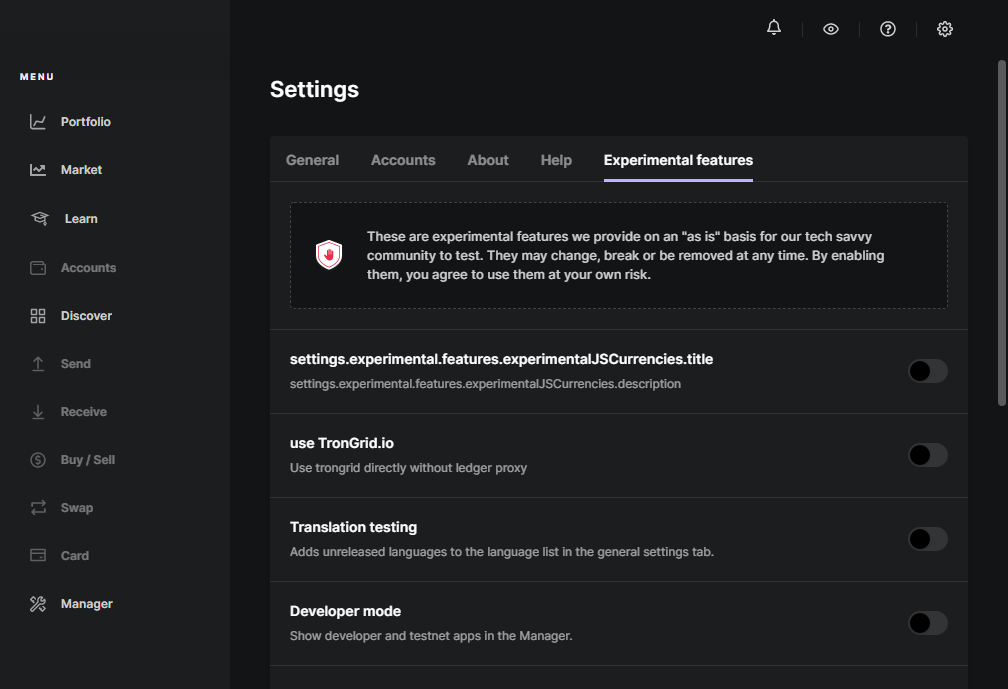 MENU
Portfolio
Market
Learn
Accounts
Discover
Send
Receive
Buy / Sell
Swap
Card
Manager
Settings
General
Accounts
About
Help
Experimental features
These are experimental features we provide on an "as is" basis for our tech savvy
community to test. They may change, break or be removed at any time. By enabling
them, you agree to use them at your own risk.
settings.experimental.features.experimentalJSCurrencies.title
settings.experimental.features.experimentalJSCurrencies.description
use TronGrid.io
Use trongrid directly without ledger proxy
Translation testing
Adds unreleased languages to the language list in the general settings tab.
Developer mode
Show developer and testnet apps in the Manager.